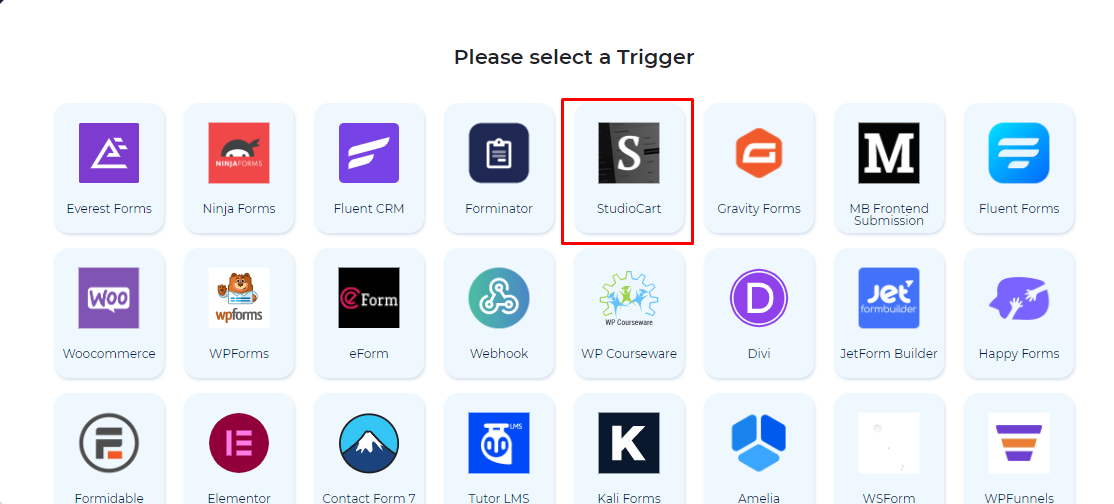 Please select a Trigger
NINJAFORMS
S
G
M
Everest Forms
Ninja Forms
Fluent CRM
Forminator
StudioCart
Gravity Forms
MB Frontend
Submission
Fluent Forms
WOO
wpforms
eForm
WP Courseware
D
Jet
formbuilder
Woocommerce
WPForms
eForm
Webhook
WP Courseware
Divi
JetForm Builder
Happy Forms
LMS
K
Formidable
Elementor
Contact Form 7
Tutor LMS
Kali Forms
Amelia
WSForm
WPFunnels